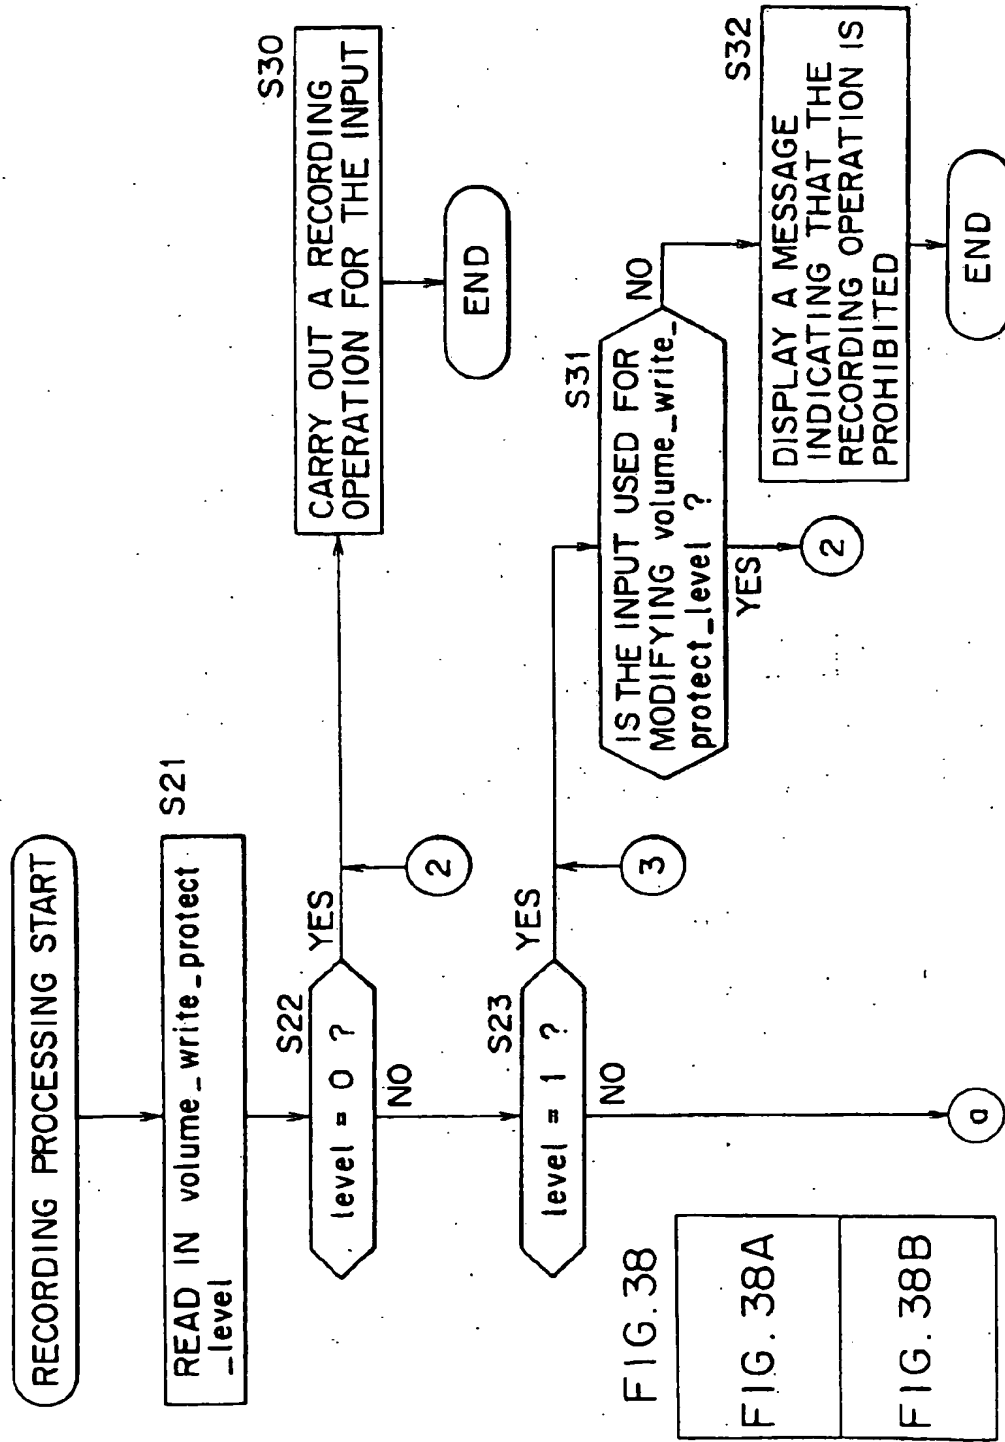 RECORDING PROCESSING START
S21
READ IN volume_write_protect
_level
S22
level = 0 ?
YES
NO
2
S30
CARRY OUT A RECORDING
OPERATION FOR THE INPUT
END
S23
level = 1 ?
YES
NO
3
S31
IS THE INPUT USED FOR
MODIFYING volume_write_
protect_level ?
NO
YES
2
S32
DISPLAY A MESSAGE
INDICATING THAT THE
RECORDING OPERATION IS
PROHIBITED
END
a
FIG. 38
FIG. 38A
FIG. 38B